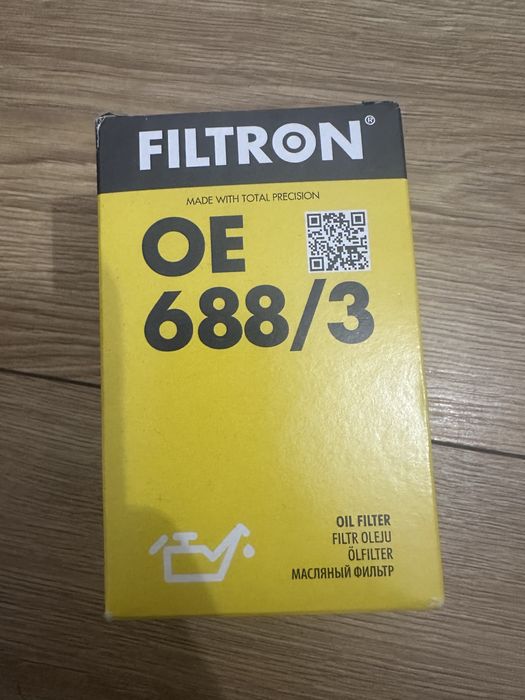 FILTRON®
MADE WITH TOTAL PRECISION
OE
688/3
OIL FILTER
FILTR OLEJU
ÖLFILTER
МАСЛЯНЫЙ ФИЛЬТР